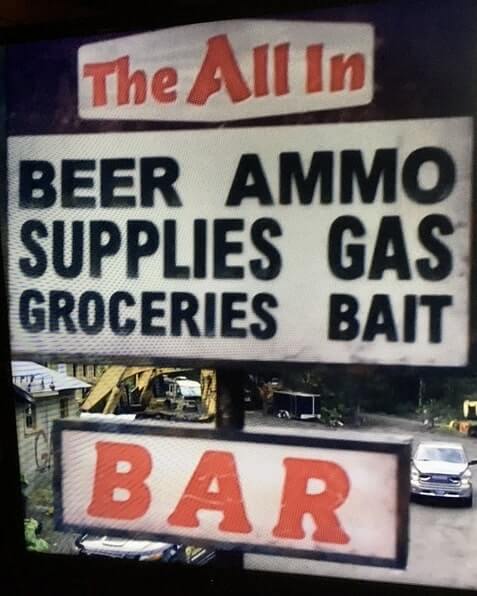 The All In
BEER AMMO
SUPPLIES GAS
GROCERIES BAIT
BAR